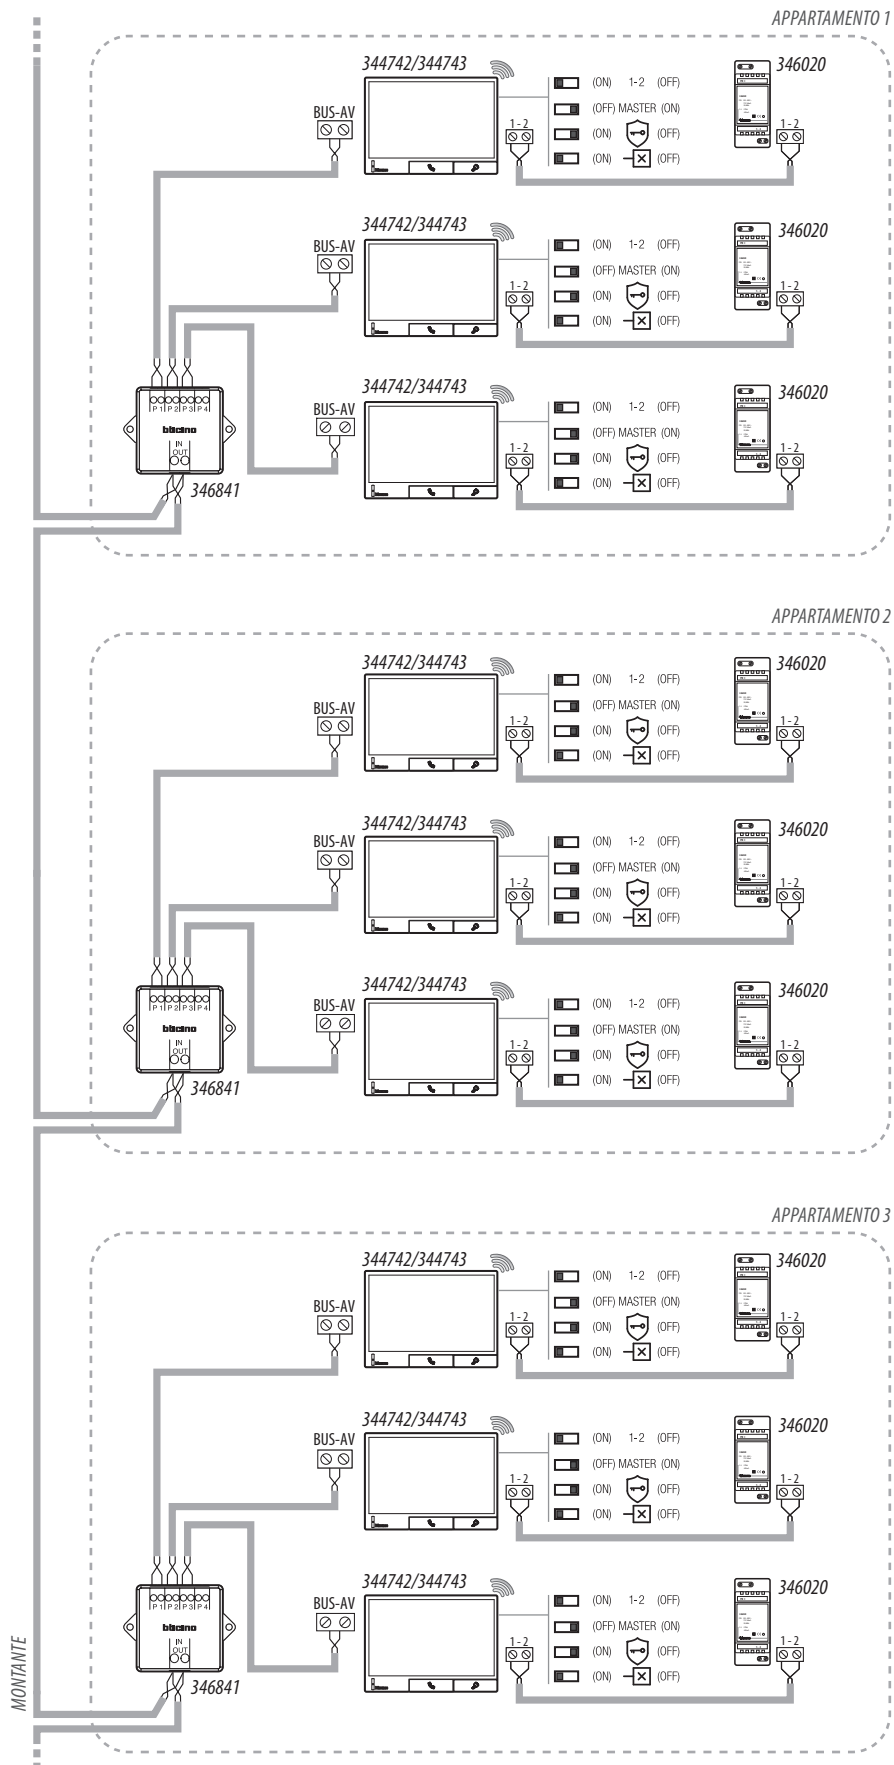 APPARTAMENTO 1
344742/344743
346020
BUS-AV
1 - 2
(ON) 1-2 (OFF)
(OFF) MASTER (ON)
(ON) (OFF)
(ON) (OFF)
1 - 2
344742/344743
346020
BUS-AV
1 - 2
(ON) 1-2 (OFF)
(OFF) MASTER (ON)
(ON) (OFF)
(ON) (OFF)
1 - 2
344742/344743
346020
BUS-AV
1 - 2
(ON) 1-2 (OFF)
(OFF) MASTER (ON)
(ON) (OFF)
(ON) (OFF)
1 - 2
P1 P2 P3 P4
bticino
IN
OUT
346841
APPARTAMENTO 2
344742/344743
346020
BUS-AV
1 - 2
(ON) 1-2 (OFF)
(OFF) MASTER (ON)
(ON) (OFF)
(ON) (OFF)
1 - 2
344742/344743
346020
BUS-AV
1 - 2
(ON) 1-2 (OFF)
(OFF) MASTER (ON)
(ON) (OFF)
(ON) (OFF)
1 - 2
344742/344743
346020
BUS-AV
1 - 2
(ON) 1-2 (OFF)
(OFF) MASTER (ON)
(ON) (OFF)
(ON) (OFF)
1 - 2
P1 P2 P3 P4
bticino
IN
OUT
346841
APPARTAMENTO 3
344742/344743
346020
BUS-AV
1 - 2
(ON) 1-2 (OFF)
(OFF) MASTER (ON)
(ON) (OFF)
(ON) (OFF)
1 - 2
344742/344743
346020
BUS-AV
1 - 2
(ON) 1-2 (OFF)
(OFF) MASTER (ON)
(ON) (OFF)
(ON) (OFF)
1 - 2
344742/344743
346020
BUS-AV
1 - 2
(ON) 1-2 (OFF)
(OFF) MASTER (ON)
(ON) (OFF)
(ON) (OFF)
1 - 2
P1 P2 P3 P4
bticino
IN
OUT
346841
MONTANTE